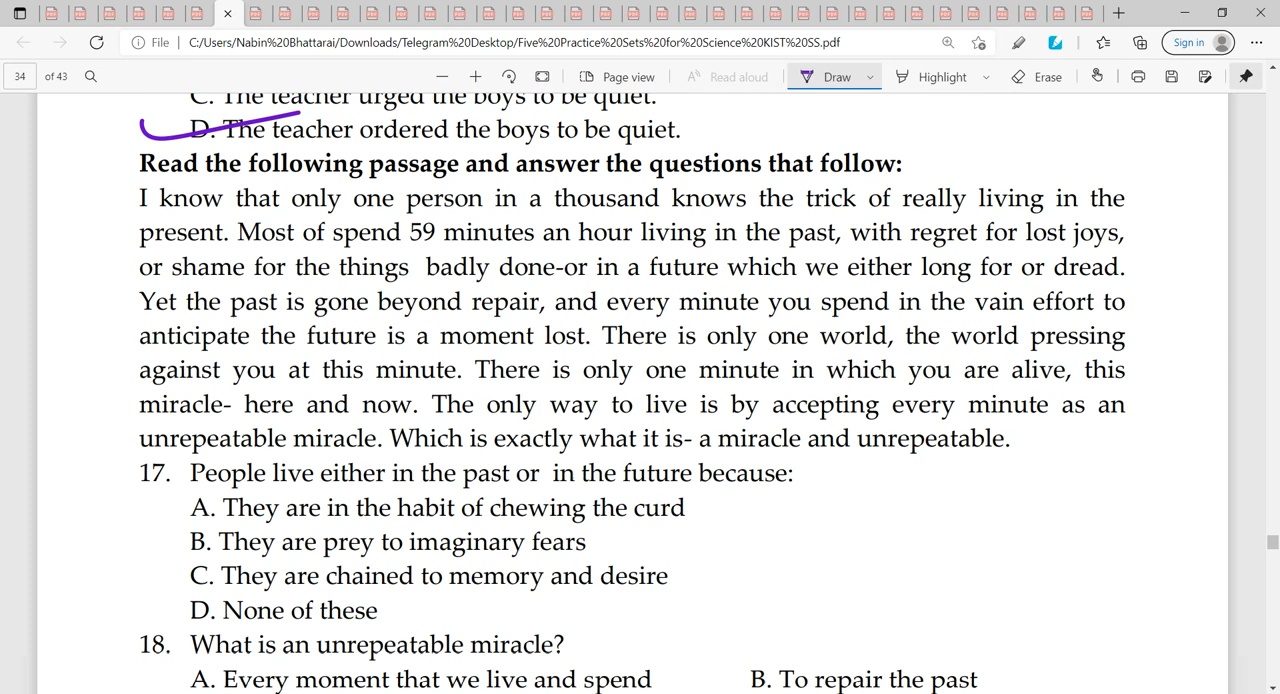 File
C:/Users/Nabin%20Bhattarai/Downloads/Telegram%20Desktop/Five%20Practice%20Sets%20for%20Science%20KIST%20SS.pdf
Sign in
34 of 43
Page view
Read aloud
Draw
Highlight
Erase
C. The teacher urged the boys to be quiet.
D. The teacher ordered the boys to be quiet.
Read the following passage and answer the questions that follow:
I know that only one person in a thousand knows the trick of really living in the
present. Most of spend 59 minutes an hour living in the past, with regret for lost joys,
or shame for the things badly done-or in a future which we either long for or dread.
Yet the past is gone beyond repair, and every minute you spend in the vain effort to
anticipate the future is a moment lost. There is only one world, the world pressing
against you at this minute. There is only one minute in which you are alive, this
miracle- here and now. The only way to live is by accepting every minute as an
unrepeatable miracle. Which is exactly what it is- a miracle and unrepeatable.
17. People live either in the past or in the future because:
A. They are in the habit of chewing the curd
B. They are prey to imaginary fears
C. They are chained to memory and desire
D. None of these
18. What is an unrepeatable miracle?
A. Every moment that we live and spend B. To repair the past